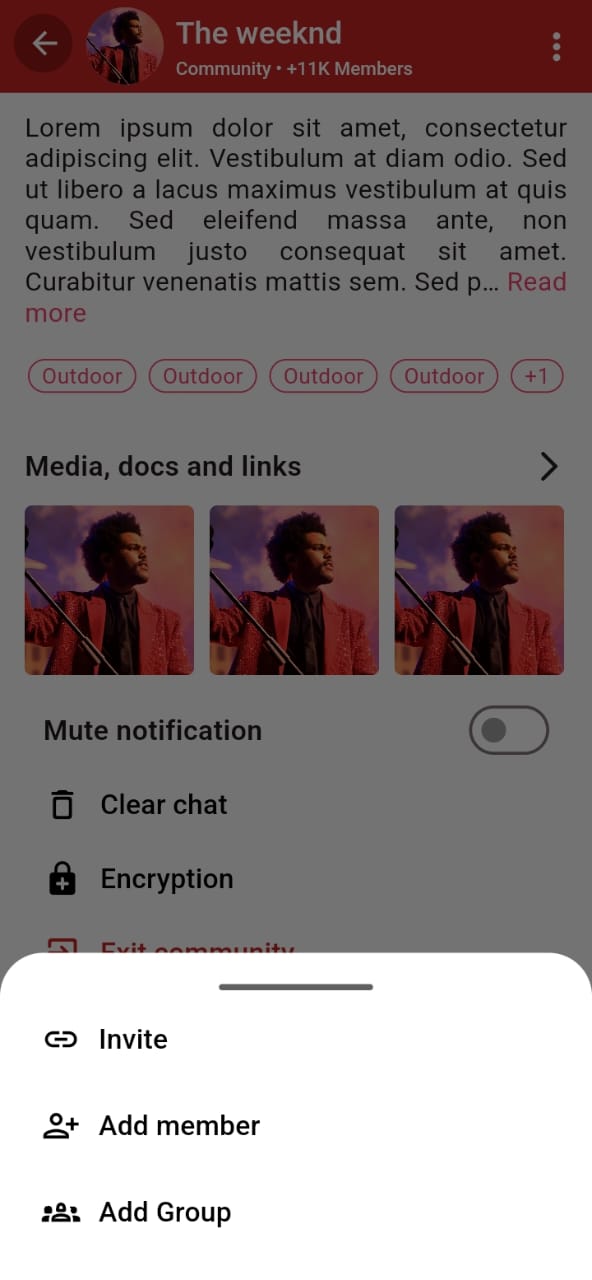 The weeknd
Community • +11K Members
Lorem ipsum dolor sit amet, consectetur
adipiscing elit. Vestibulum at diam odio. Sed
ut libero a lacus maximus vestibulum at quis
quam. Sed eleifend massa ante, non
vestibulum justo consequat sit amet.
Curabitur venenatis mattis sem. Sed p... Read
more
Outdoor Outdoor Outdoor Outdoor +1
Media, docs and links
Mute notification
Clear chat
Encryption
Exit community
Invite
Add member
Add Group